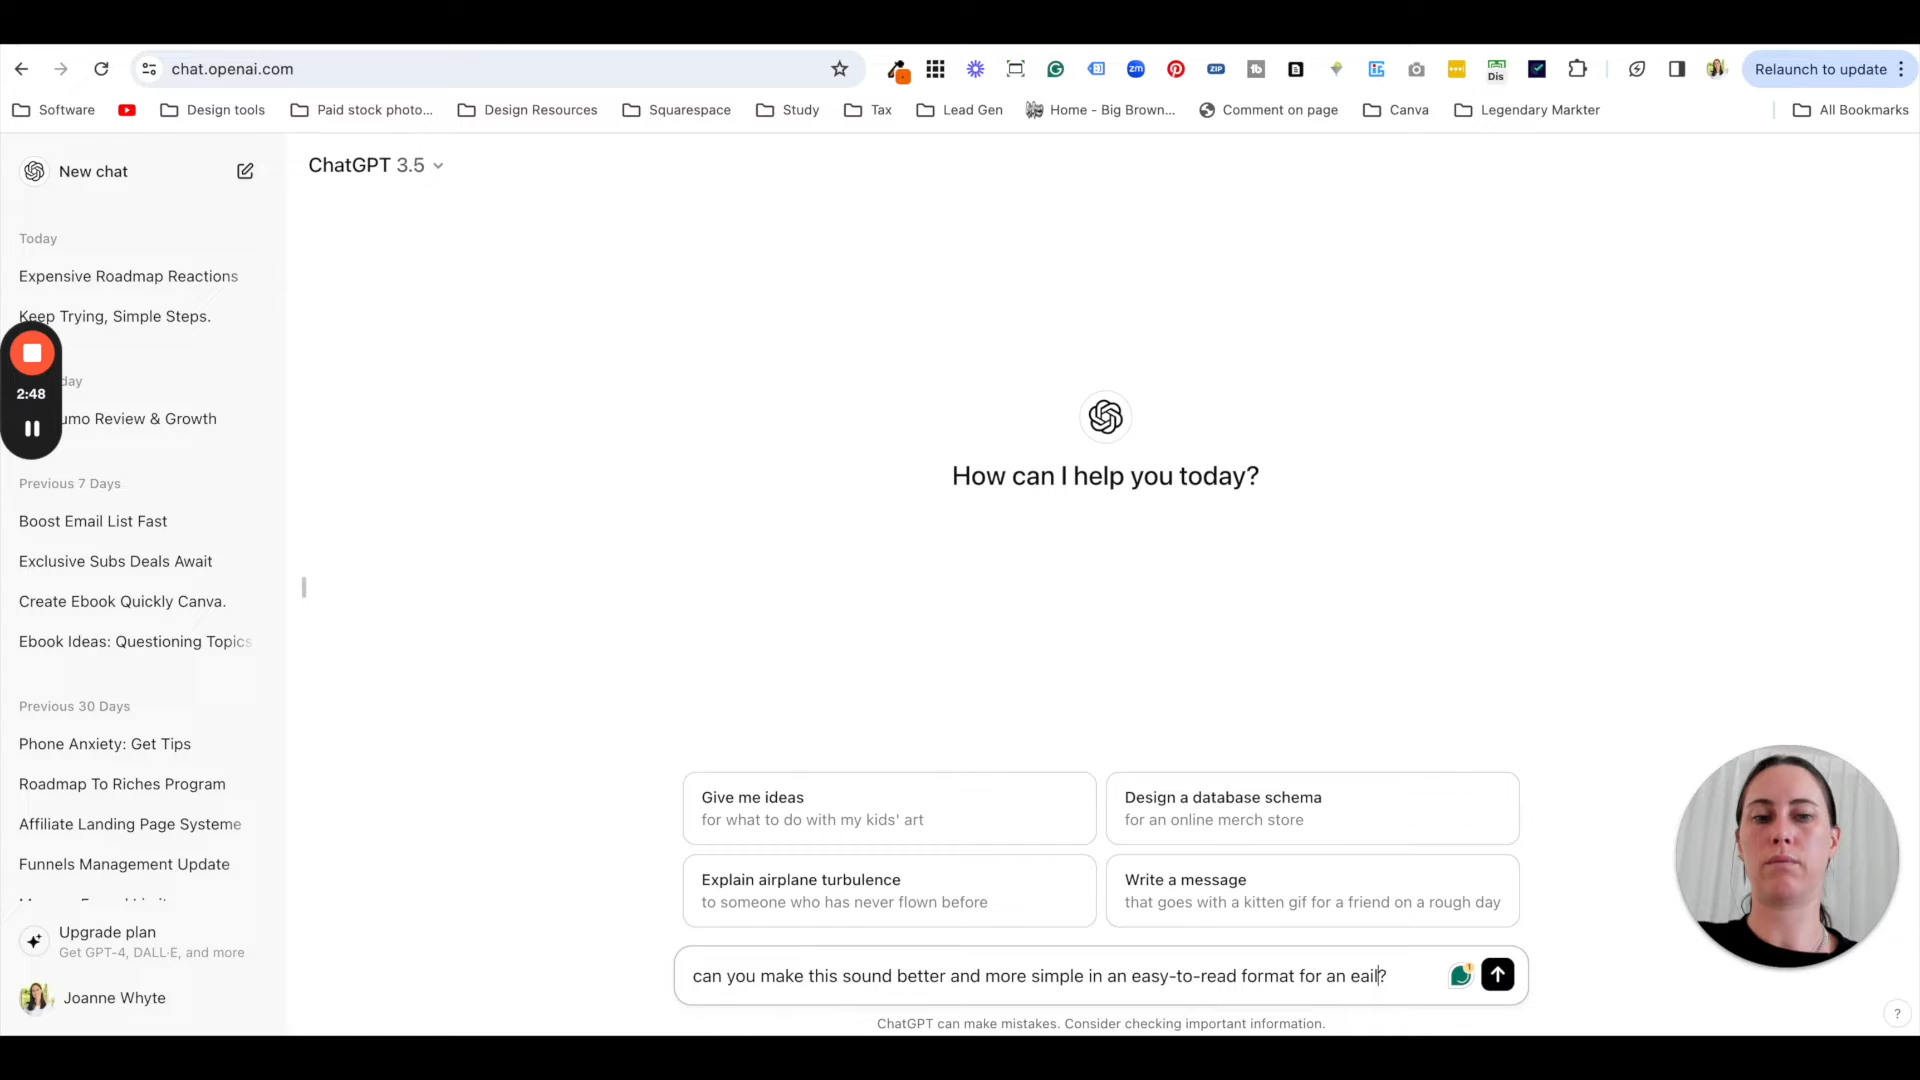 chat.openai.com
Relaunch to update
Software
Design tools
Paid stock photo...
Design Resources
Squarespace
Study
Tax
Lead Gen
Home - Big Brown...
Comment on page
Canva
Legendary Markter
All Bookmarks
New chat
ChatGPT 3.5
Today
Expensive Roadmap Reactions
Keep Trying, Simple Steps.
2:48
day
umo Review & Growth
Previous 7 Days
Boost Email List Fast
Exclusive Subs Deals Await
Create Ebook Quickly Canva.
Ebook Ideas: Questioning Topics
Previous 30 Days
Phone Anxiety: Get Tips
Roadmap To Riches Program
Affiliate Landing Page Systeme
Funnels Management Update
Upgrade plan
Get GPT-4, DALL·E, and more
Joanne Whyte
How can I help you today?
Give me ideas
for what to do with my kids' art
Design a database schema
for an online merch store
Explain airplane turbulence
to someone who has never flown before
Write a message
that goes with a kitten gif for a friend on a rough day
can you make this sound better and more simple in an easy-to-read format for an eail?
ChatGPT can make mistakes. Consider checking important information.
?